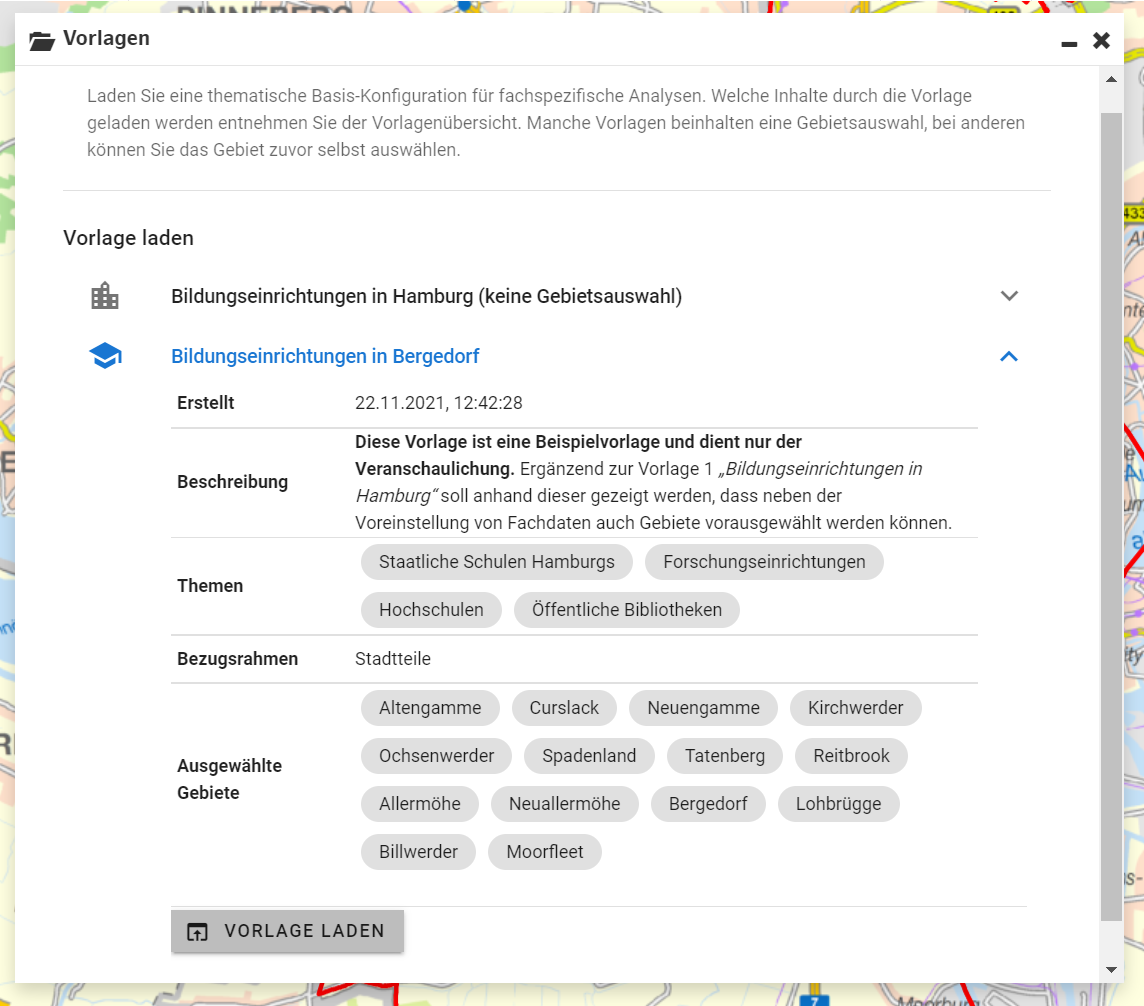 Vorlagen
Laden Sie eine thematische Basis-Konfiguration für fachspezifische Analysen. Welche Inhalte durch die Vorlage
geladen werden entnehmen Sie der Vorlagenübersicht. Manche Vorlagen beinhalten eine Gebietsauswahl, bei anderen
können Sie das Gebiet zuvor selbst auswählen.
Vorlage laden
Bildungseinrichtungen in Hamburg (keine Gebietsauswahl)
Bildungseinrichtungen in Bergedorf
Erstellt 22.11.2021, 12:42:28
Beschreibung
Diese Vorlage ist eine Beispielvorlage und dient nur der
Veranschaulichung. Ergänzend zur Vorlage 1 „Bildungseinrichtungen in
Hamburg“ soll anhand dieser gezeigt werden, dass neben der
Voreinstellung von Fachdaten auch Gebiete vorausgewählt werden können.
Themen
Staatliche Schulen Hamburgs Forschungseinrichtungen
Hochschulen Öffentliche Bibliotheken
Bezugsrahmen Stadtteile
Ausgewählte
Gebiete
Altengamme Curslack Neuengamme Kirchwerder
Ochsenwerder Spadenland Tatenberg Reitbrook
Allermöhe Neuallermöhe Bergedorf Lohbrügge
Billwerder Moorfleet
VORLAGE LADEN
7